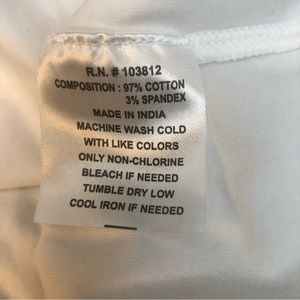 R.N. # 103812
COMPOSITION : 97% COTTON
3% SPANDEX
MADE IN INDIA
MACHINE WASH COLD
WITH LIKE COLORS
ONLY NON-CHLORINE
BLEACH IF NEEDED
TUMBLE DRY LOW
COOL IRON IF NEEDED